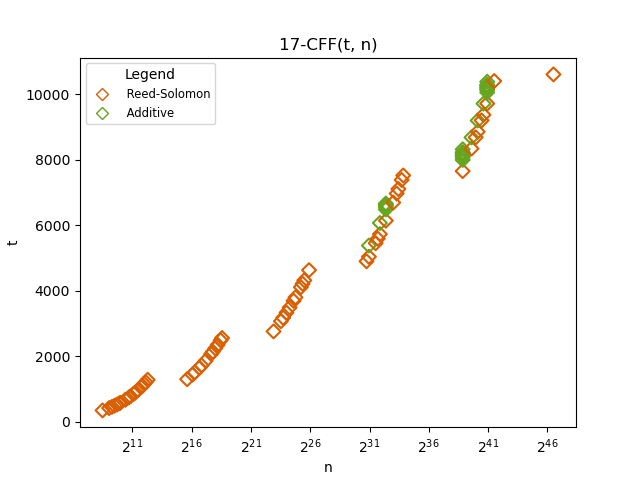 17-CFF(t, n)
Legend
Reed-Solomon
Additive
10000
8000
6000
4000
2000
0
t
2^11 2^16 2^21 2^26 2^31 2^36 2^41 2^46
n